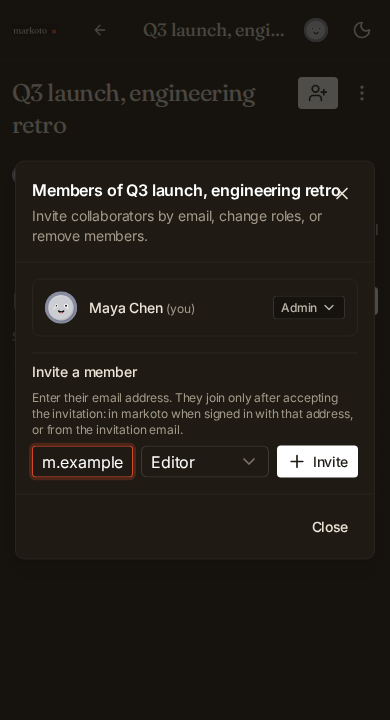 markoto
Q3 launch, engi...
Q3 launch, engineering
retro
Members of Q3 launch, engineering retro
Invite collaborators by email, change roles, or
remove members.
Maya Chen (you)
Admin
Invite a member
Enter their email address. They join only after accepting
the invitation: in markoto when signed in with that address,
or from the invitation email.
m.example
Editor
Invite
Close